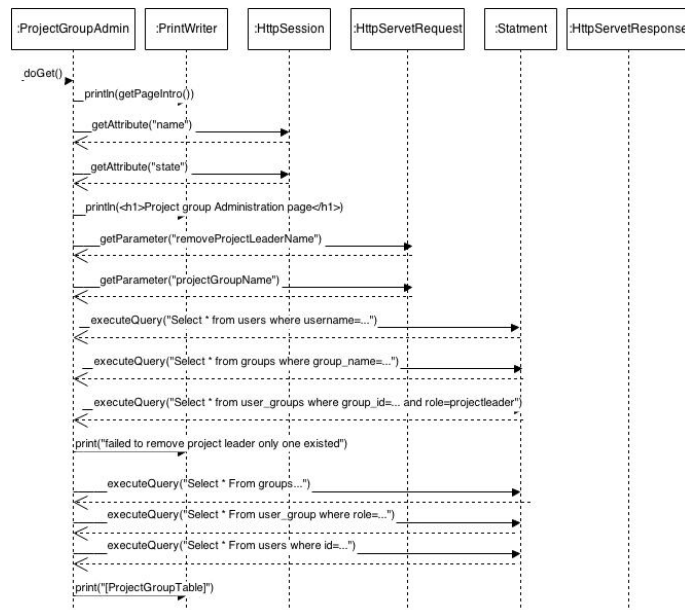 :ProjectGroupAdmin :PrintWriter :HttpSession :HttpServetRequest :Statment :HttpServetResponse
doGet()
println(getPageIntro())
getAttribute("name")
getAttribute("state")
println(<h1>Project group Administration page</h1>)
getParameter("removeProjectLeaderName")
getParameter("projectGroupName")
executeQuery("Select * from users where username=...")
executeQuery("Select * from groups where group_name=...")
executeQuery("Select * from user_groups where group_id=... and role=projectleader")
print("failed to remove project leader only one existed")
executeQuery("Select * From groups...")
executeQuery("Select * From user_group where role=...")
executeQuery("Select * From users where id=...")
print("[ProjectGroupTable]")